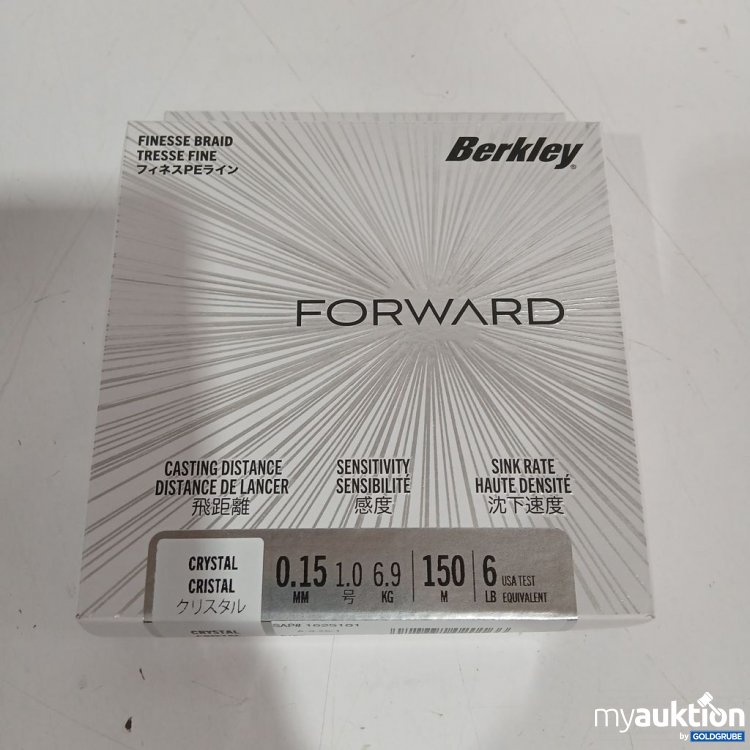 FINESSE BRAID
TRESSE FINE
フィネスPEライン
Berkley®
FORWARD
CASTING DISTANCE
DISTANCE DE LANCER
飛距離
SENSITIVITY
SENSIBILITÉ
感度
SINK RATE
HAUTE DENSITÉ
沈下速度
CRYSTAL
CRISTAL
クリスタル
0.15
MM
1.0
号
6.9
KG
150
M
6
LB
USA TEST
EQUIVALENT
CRYSTAL
SAP# 1625101
myauktion
by GOLDGRUBE